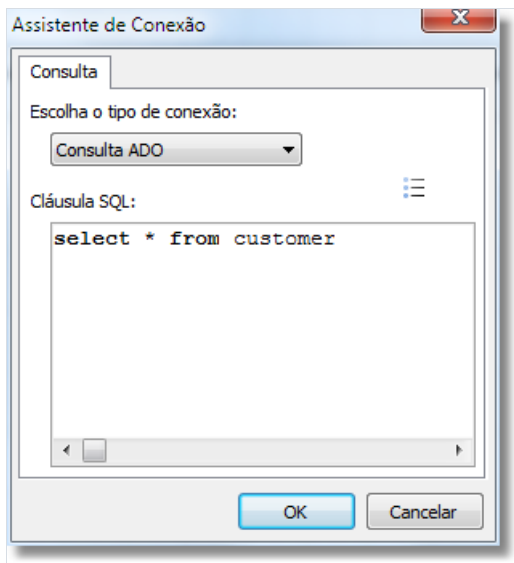 Assistente de Conexão
Consulta
Escolha o tipo de conexão:
Consulta ADO
Cláusula SQL:
select * from customer
OK
Cancelar